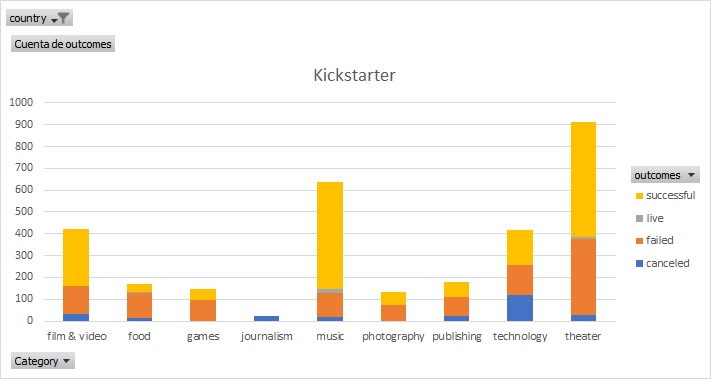 country
Cuenta de outcomes
Kickstarter
1000
900
800
700
600
500
400
300
200
100
0
film & video food games journalism music photography publishing technology theater
outcomes
successful
live
failed
canceled
Category